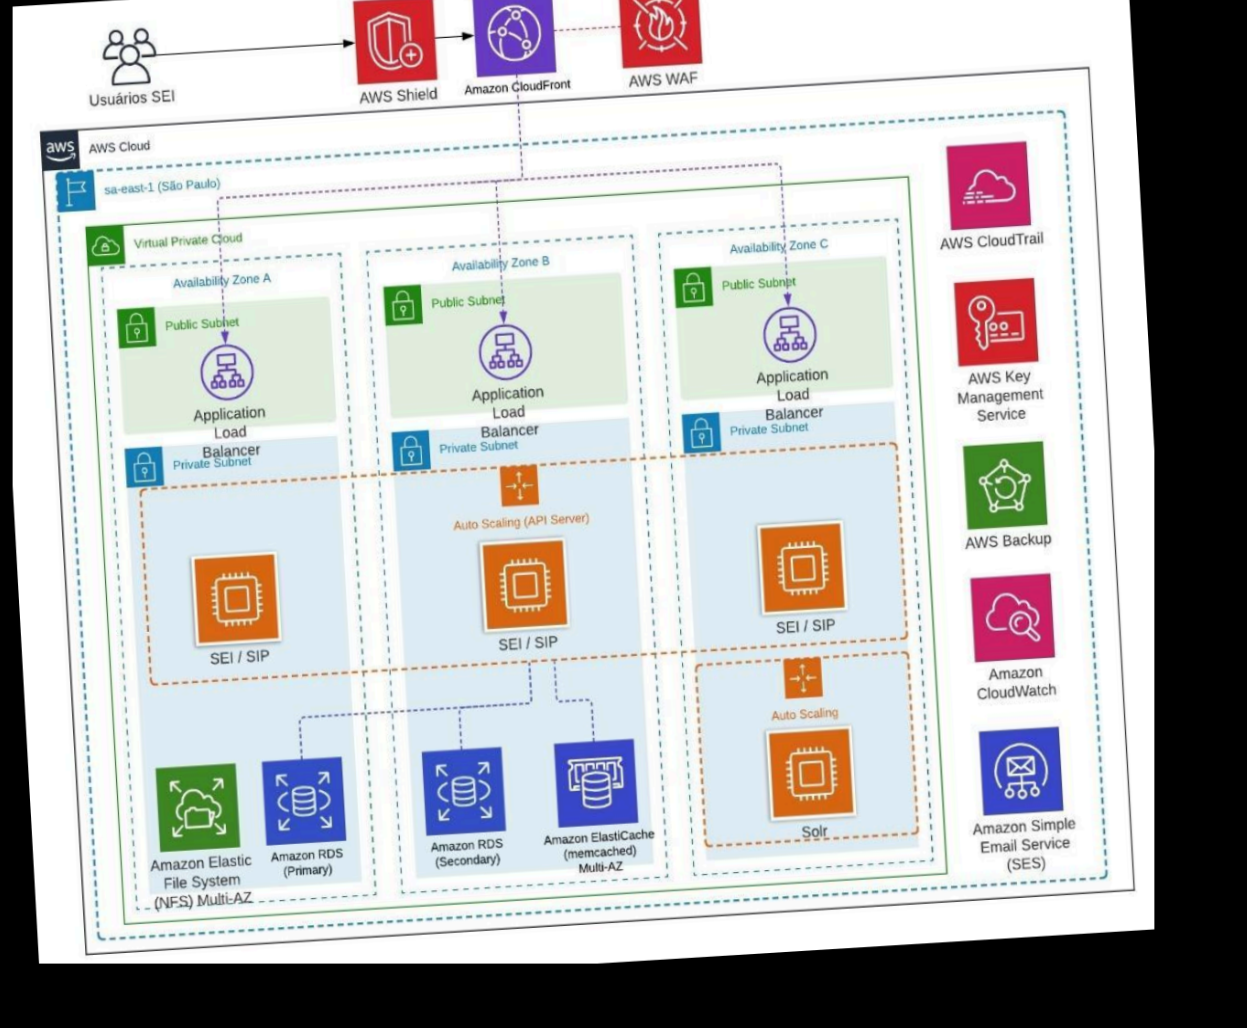 Usuários SEI
AWS Shield
Amazon CloudFront
AWS WAF
aws
AWS Cloud
sa-east-1 (São Paulo)
Virtual Private Cloud
Availability Zone A
Availability Zone B
Availability Zone C
Public Subnet
Public Subnet
Public Subnet
Application
Load
Balancer
Application
Load
Balancer
Application
Load
Balancer
Private Subnet
Private Subnet
Private Subnet
Auto Scaling (API Server)
SEI / SIP
SEI / SIP
SEI / SIP
Auto Scaling
Solr
Amazon Elastic
File System
(NFS) Multi-AZ
Amazon RDS
(Primary)
Amazon RDS
(Secondary)
Amazon ElastiCache
(memcached)
Multi-AZ
AWS CloudTrail
AWS Key
Management
Service
AWS Backup
Amazon
CloudWatch
Amazon Simple
Email Service
(SES)